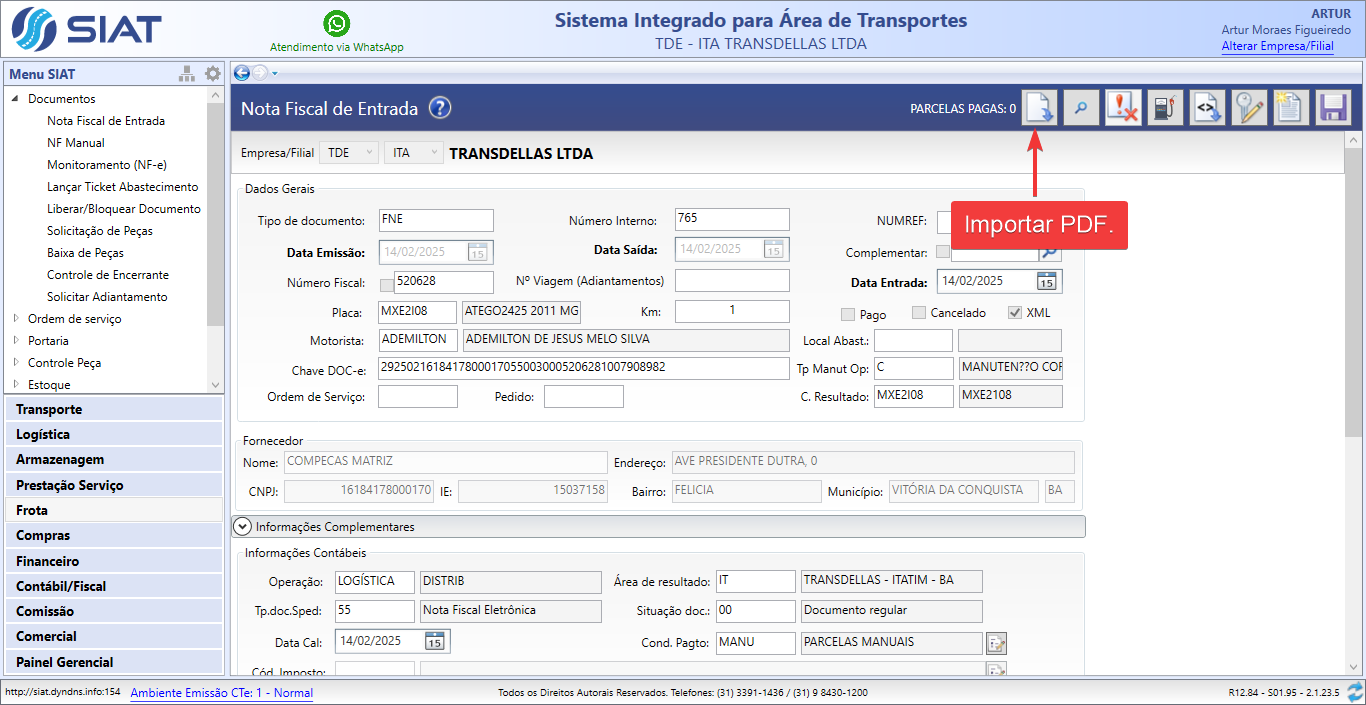 SIAT
Atendimento via WhatsApp
Sistema Integrado para Área de Transportes
TDE - ITA TRANSDELLAS LTDA
ARTUR
Artur Moraes Figueiredo
Alterar Empresa/Filial
Menu SIAT
Documentos
Nota Fiscal de Entrada
NF Manual
Monitoramento (NF-e)
Lançar Ticket Abastecimento
Liberar/Bloquear Documento
Solicitação de Peças
Baixa de Peças
Controle de Encerrante
Solicitar Adiantamento
Ordem de serviço
Portaria
Controle Peça
Estoque
Transporte
Logística
Armazenagem
Prestação Serviço
Frota
Compras
Financeiro
Contábil/Fiscal
Comissão
Comercial
Painel Gerencial
Nota Fiscal de Entrada ?
PARCELAS PAGAS: 0
Importar PDF.
Empresa/Filial TDE ITA TRANSDELLAS LTDA
Dados Gerais
Tipo de documento: FNE Número Interno: 765 NUMREF:
Data Emissão: 14/02/2025 15 Data Saída: 14/02/2025 15 Complementar:
Número Fiscal: 520628 Nº Viagem (Adiantamentos) Data Entrada: 14/02/2025 15
Placa: MXE2I08 ATEGO2425 2011 MG Km: 1 Pago Cancelado XML
Motorista: ADEMILTON ADEMILTON DE JESUS MELO SILVA Local Abast.:
Chave DOC-e: 29250216184178000170550030005206281007908982 Tp Manut Op: C MANUTEN??O COR
Ordem de Serviço: Pedido: C. Resultado: MXE2I08 MXE2108
Fornecedor
Nome: COMPECAS MATRIZ Endereço: AVE PRESIDENTE DUTRA, 0
CNPJ: 16184178000170 IE: 15037158 Bairro: FELICIA Município: VITÓRIA DA CONQUISTA BA
Informações Complementares
Informações Contábeis
Operação: LOGÍSTICA DISTRIB Área de resultado: IT TRANSDELLAS - ITATIM - BA
Tp.doc.Sped: 55 Nota Fiscal Eletrônica Situação doc.: 00 Documento regular
Data Cal: 14/02/2025 15 Cond. Pagto: MANU PARCELAS MANUAIS
Cód. Imposto:
http://siat.dyndns.info:154 Ambiente Emissão CTe: 1 - Normal
Todos os Direitos Autorais Reservados. Telefones: (31) 3391-1436 / (31) 9 8430-1200
R12.84 - S01.95 - 2.1.23.5